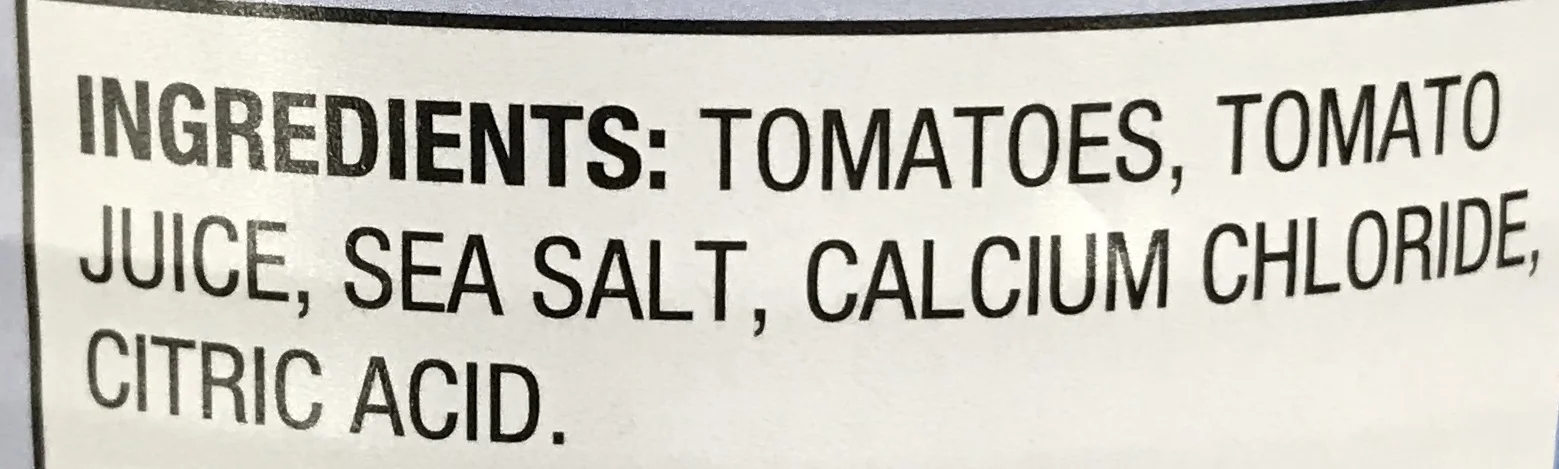 INGREDIENTS: TOMATOES, TOMATO
JUICE, SEA SALT, CALCIUM CHLORIDE,
CITRIC ACID.